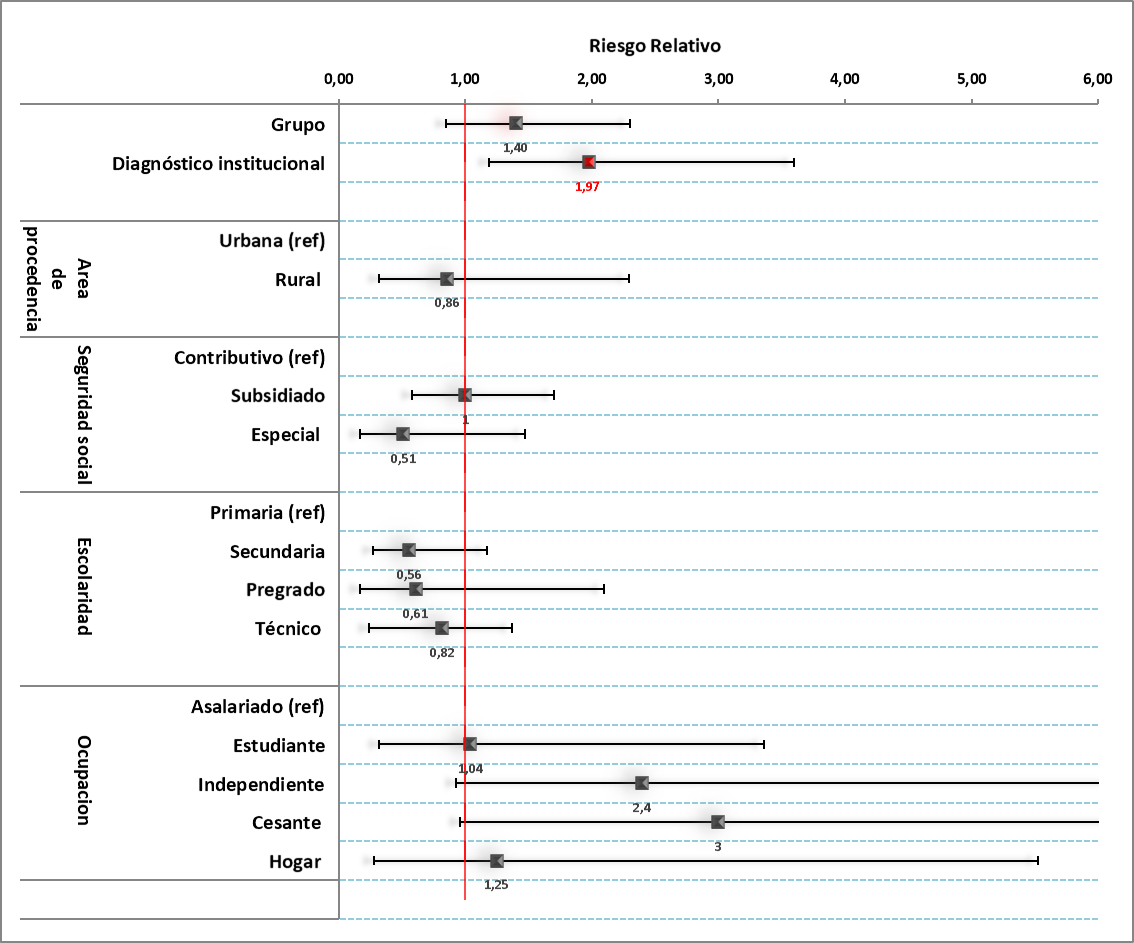 Riesgo Relativo
0,00 1,00 2,00 3,00 4,00 5,00 6,00
Grupo
1,40
Diagnóstico institucional
1,97
Area
de
procedencia
Urbana (ref)
Rural
0,86
Seguridad social
Contributivo (ref)
Subsidiado
1
Especial
0,51
Escolaridad
Primaria (ref)
Secundaria
0,56
Pregrado
0,61
Técnico
0,82
Ocupacion
Asalariado (ref)
Estudiante
1,04
Independiente
2,4
Cesante
3
Hogar
1,25